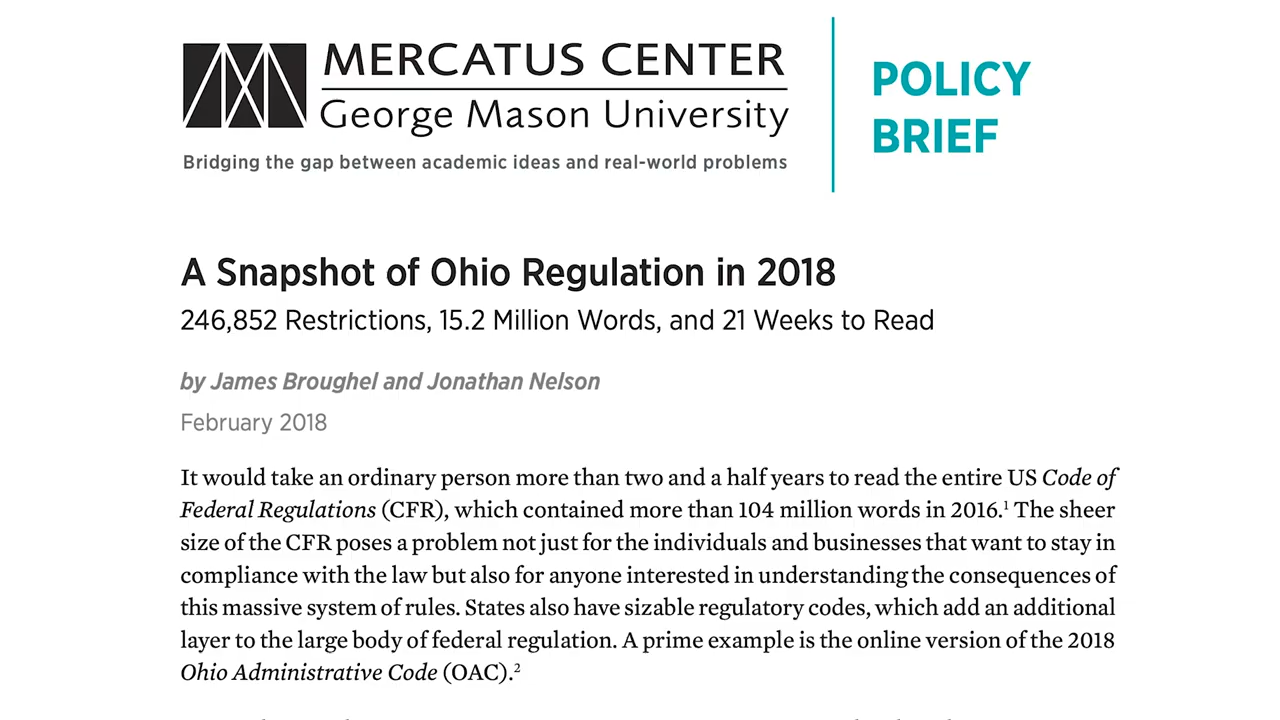 MERCATUS CENTER
George Mason University
Bridging the gap between academic ideas and real-world problems
POLICY
BRIEF
A Snapshot of Ohio Regulation in 2018
246,852 Restrictions, 15.2 Million Words, and 21 Weeks to Read
by James Broughel and Jonathan Nelson
February 2018
It would take an ordinary person more than two and a half years to read the entire US Code of
Federal Regulations (CFR), which contained more than 104 million words in 2016.¹ The sheer
size of the CFR poses a problem not just for the individuals and businesses that want to stay in
compliance with the law but also for anyone interested in understanding the consequences of
this massive system of rules. States also have sizable regulatory codes, which add an additional
layer to the large body of federal regulation. A prime example is the online version of the 2018
Ohio Administrative Code (OAC).²